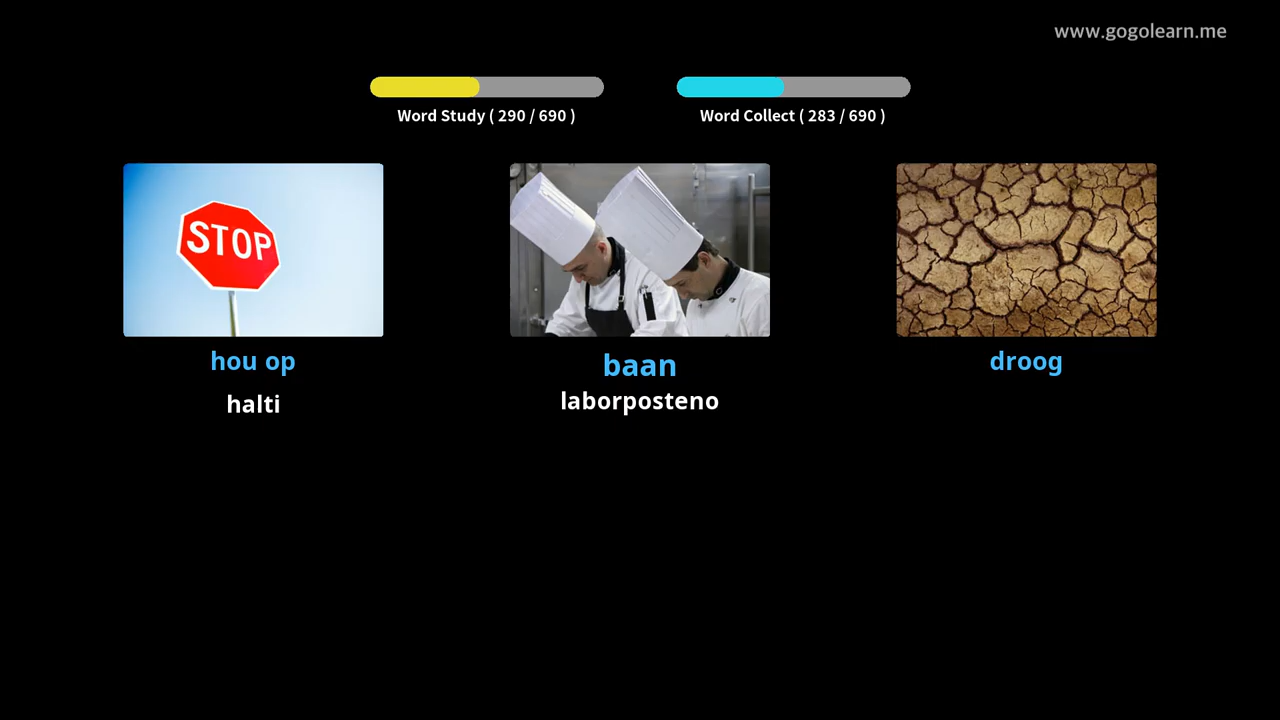 www.gogolearn.me
Word Study ( 290 / 690 )
Word Collect ( 283 / 690 )
STOP
hou op
baan
droog
halti
laborposteno